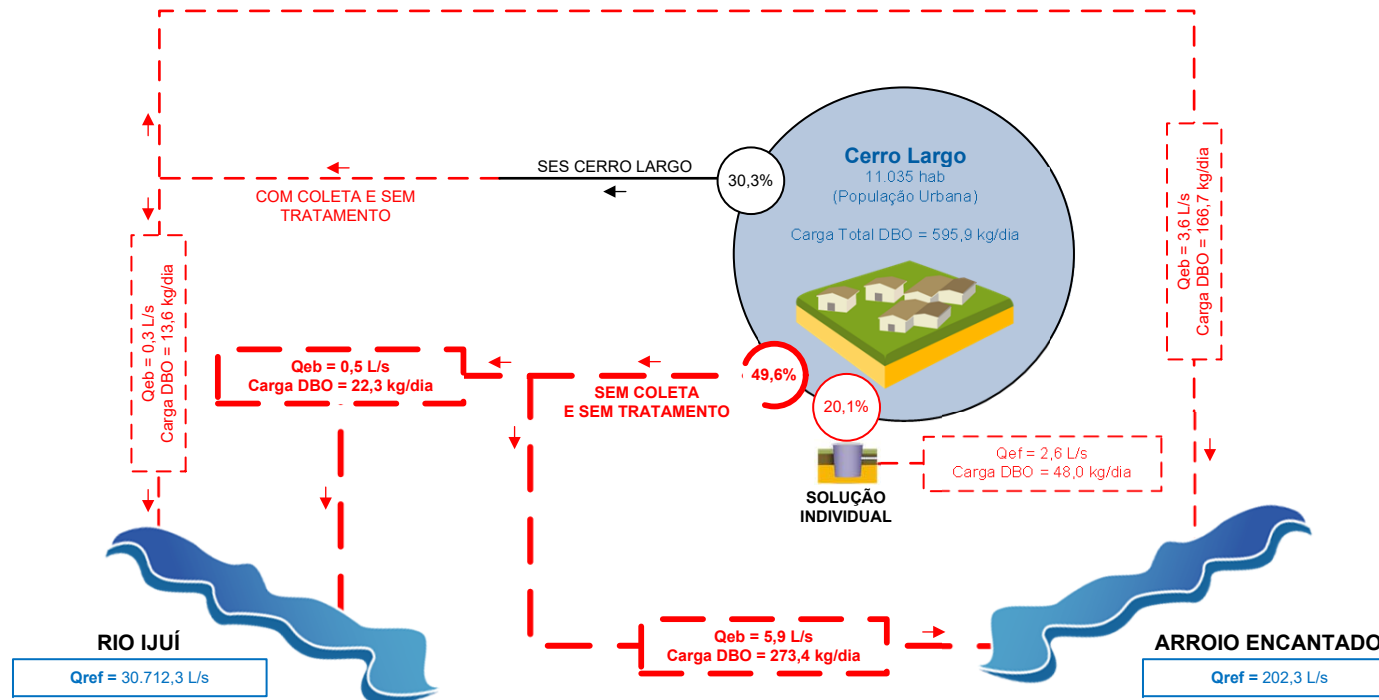 Cerro Largo
11.035 hab
(População Urbana)
Carga Total DBO = 595,9 kg/dia
30,3%
SES CERRO LARGO
COM COLETA E SEM
TRATAMENTO
Qeb = 0,3 L/s
Carga DBO = 13,6 kg/dia
Qeb = 3,6 L/s
Carga DBO = 166,7 kg/dia
49,6%
SEM COLETA
E SEM TRATAMENTO
Qeb = 0,5 L/s
Carga DBO = 22,3 kg/dia
20,1%
SOLUÇÃO
INDIVIDUAL
Qef = 2,6 L/s
Carga DBO = 48,0 kg/dia
Qeb = 5,9 L/s
Carga DBO = 273,4 kg/dia
RIO IJUÍ
Qref = 30.712,3 L/s
ARROIO ENCANTADO
Qref = 202,3 L/s